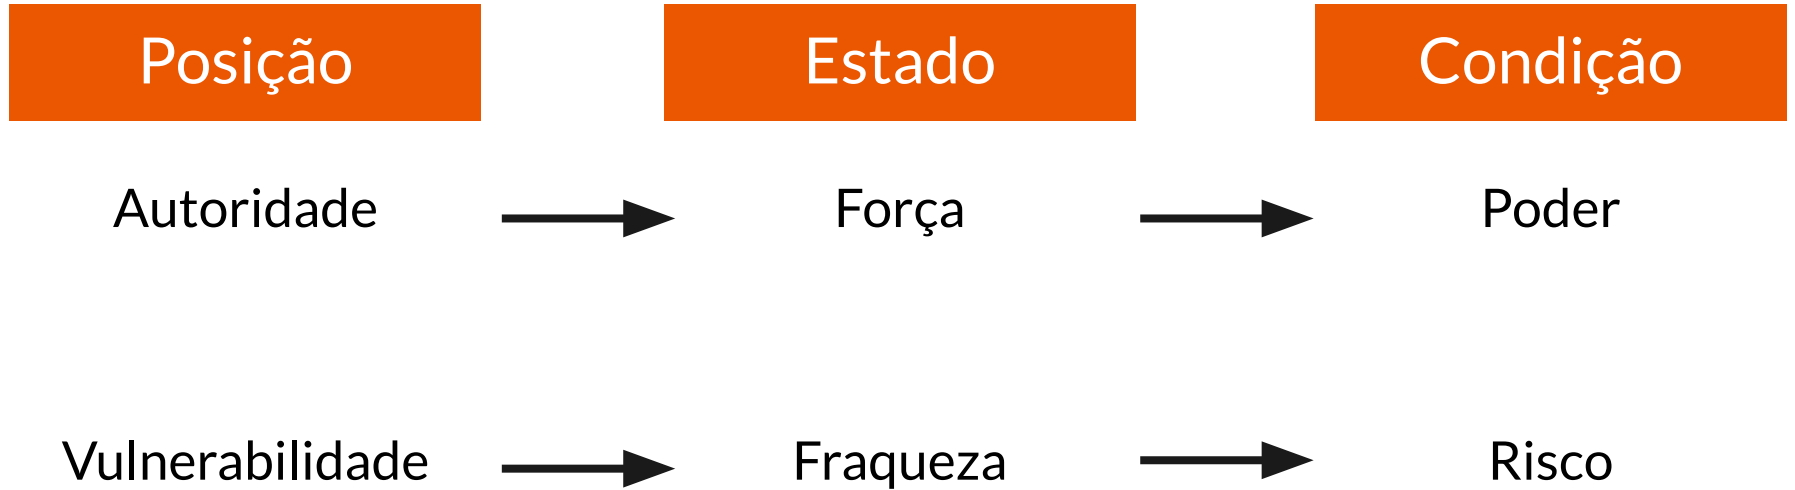 Posição Estado Condição
Autoridade Força Poder
Vulnerabilidade Fraqueza Risco